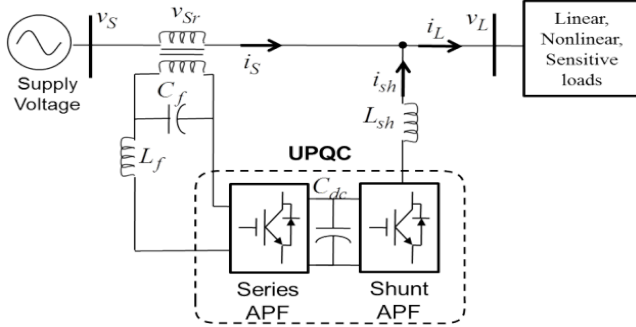 v_S
v_Sr
i_S
i_L
v_L
Linear,
Nonlinear,
Sensitive
loads
Supply
Voltage
C_f
i_sh
L_sh
L_f
UPQC
C_dc
Series
APF
Shunt
APF